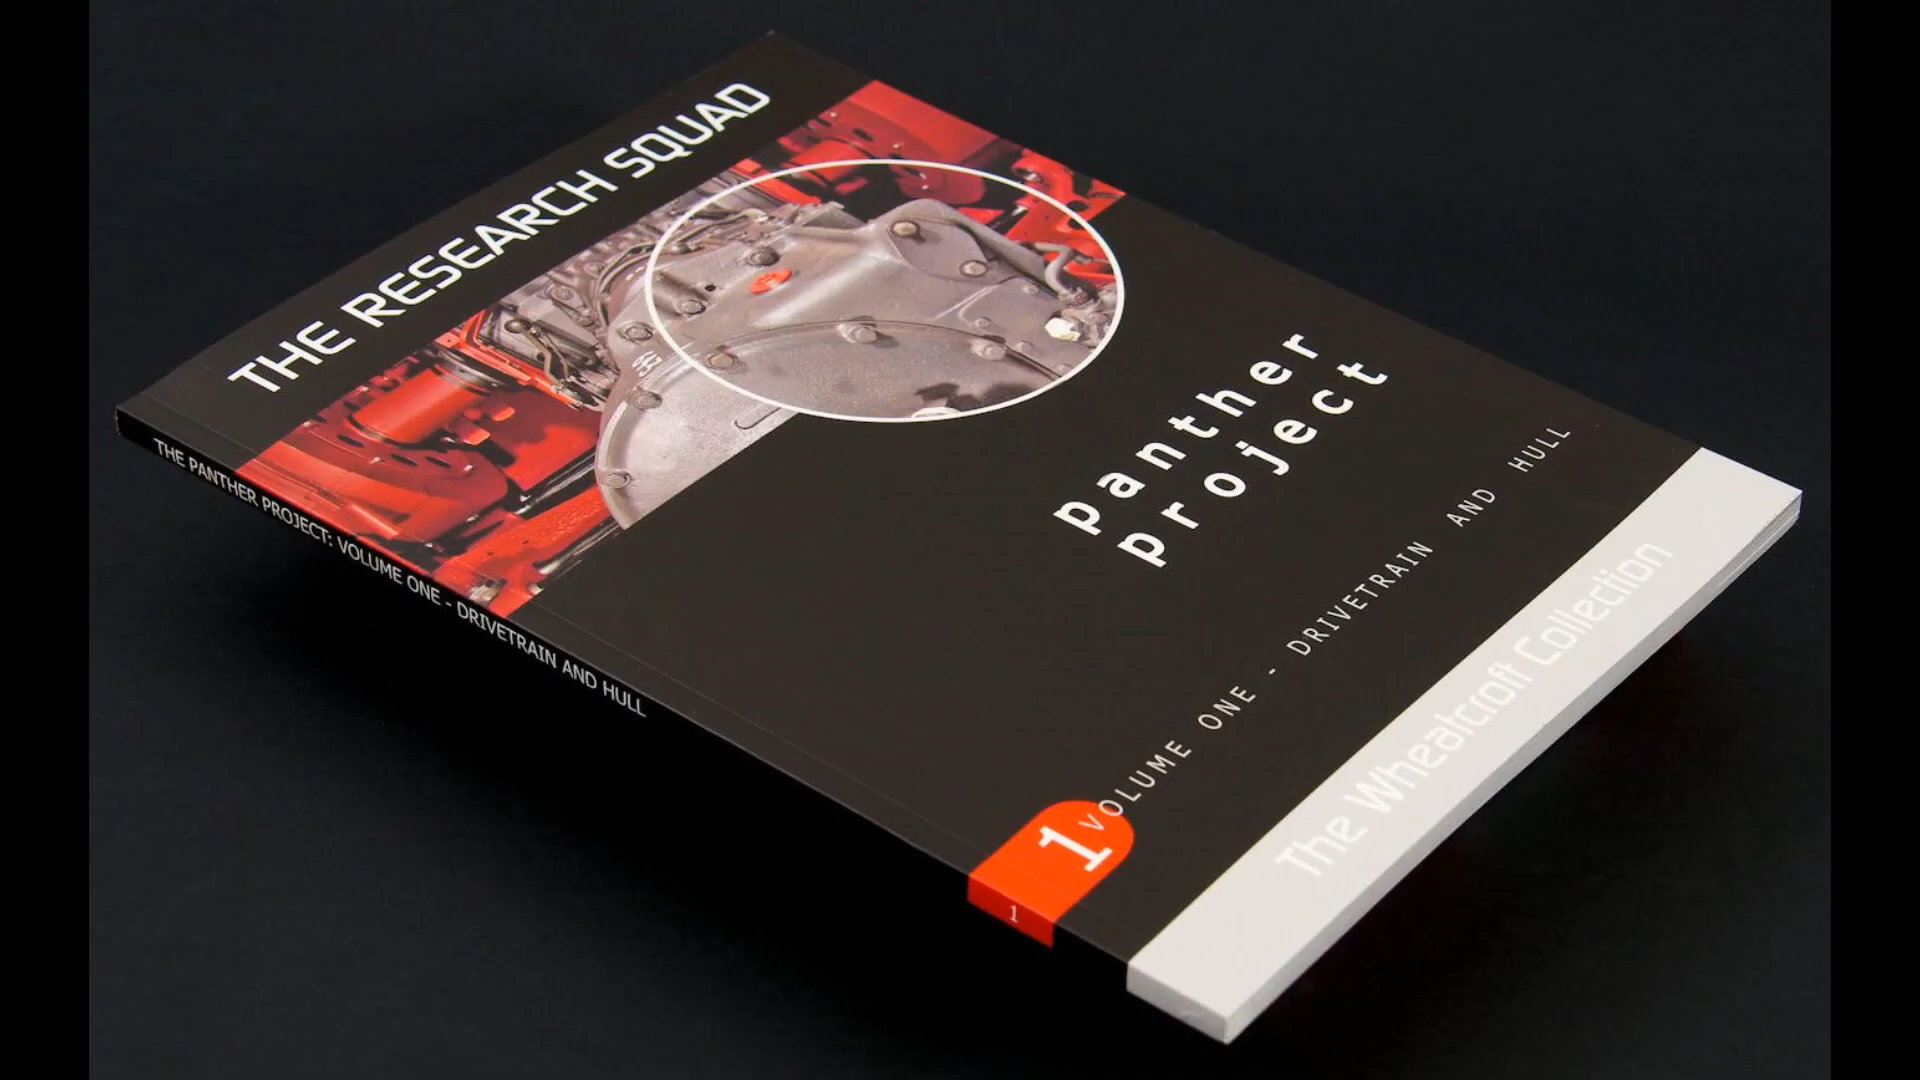 THE RESEARCH SQUAD
panther
project
VOLUME ONE - DRIVETRAIN AND HULL
1
The Wheatcroft Collection
THE PANTHER PROJECT: VOLUME ONE - DRIVETRAIN AND HULL
1